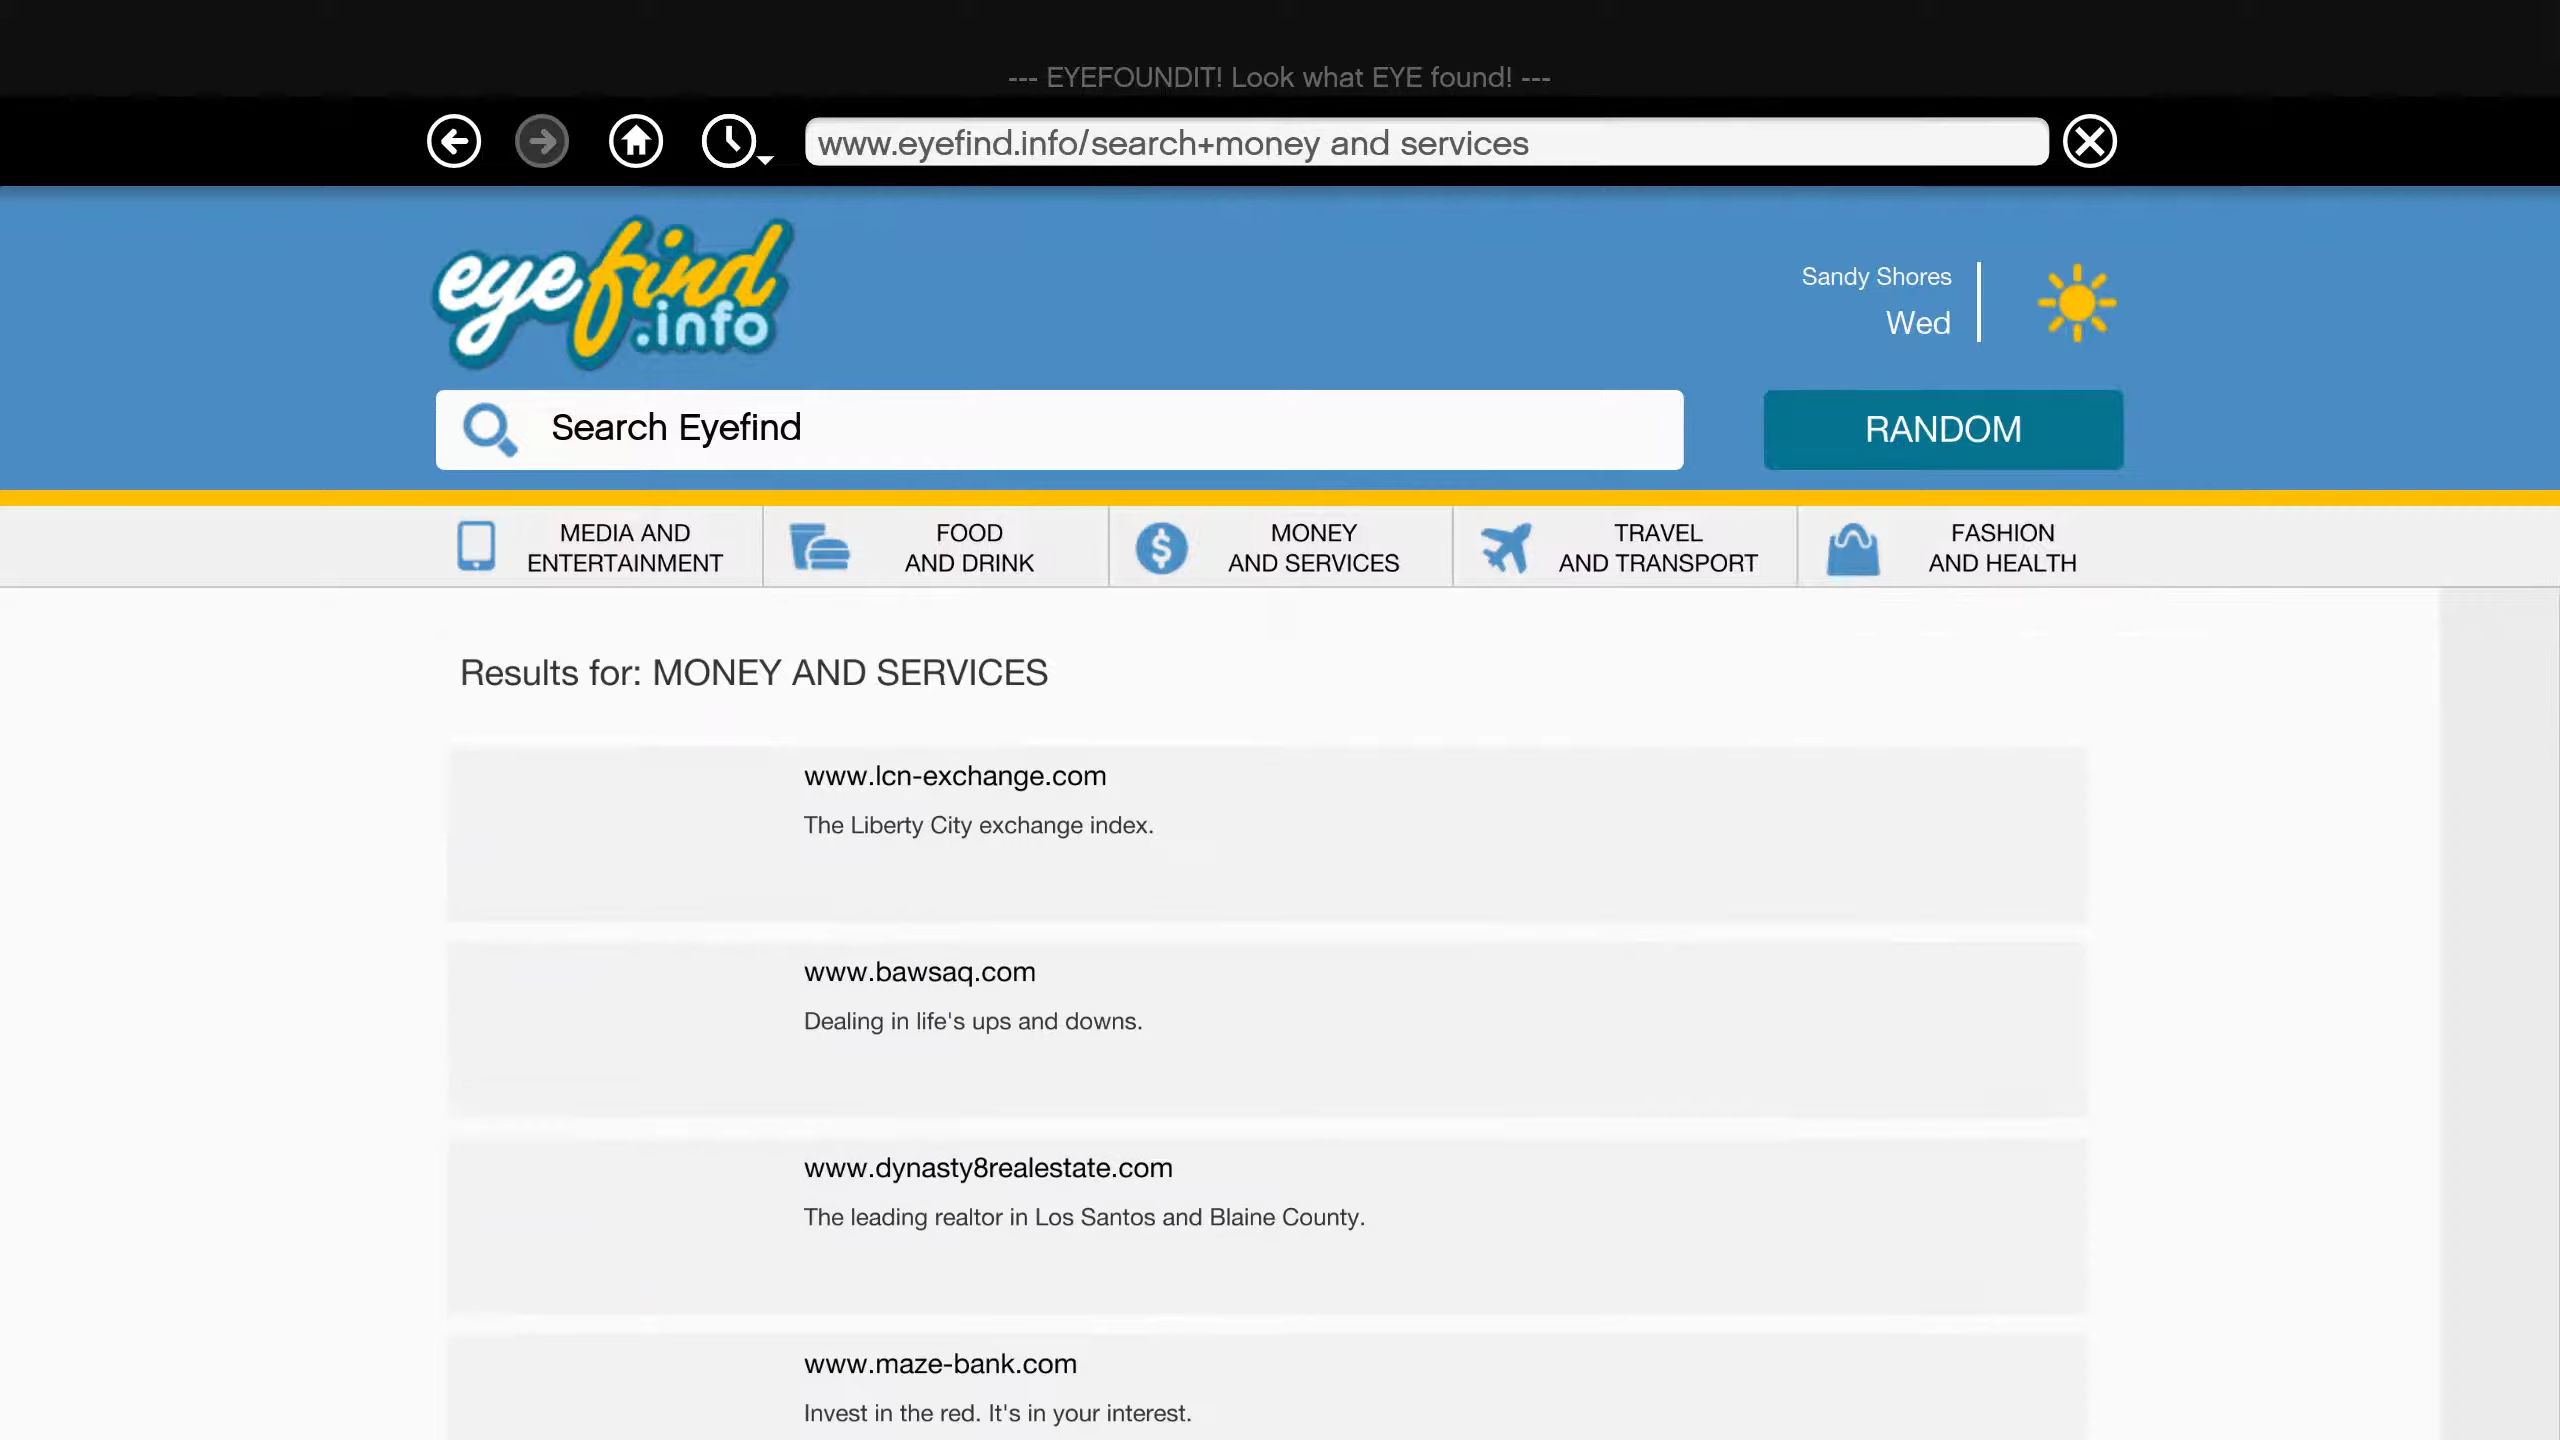 --- EYEFOUNDIT! Look what EYE found! ---
www.eyefind.info/search+money and services
eyefind
.info
Sandy Shores
Wed
Search Eyefind
RANDOM
MEDIA AND
ENTERTAINMENT
FOOD
AND DRINK
MONEY
AND SERVICES
TRAVEL
AND TRANSPORT
FASHION
AND HEALTH
Results for: MONEY AND SERVICES
www.lcn-exchange.com
The Liberty City exchange index.
www.bawsaq.com
Dealing in life's ups and downs.
www.dynasty8realestate.com
The leading realtor in Los Santos and Blaine County.
www.maze-bank.com
Invest in the red. It's in your interest.